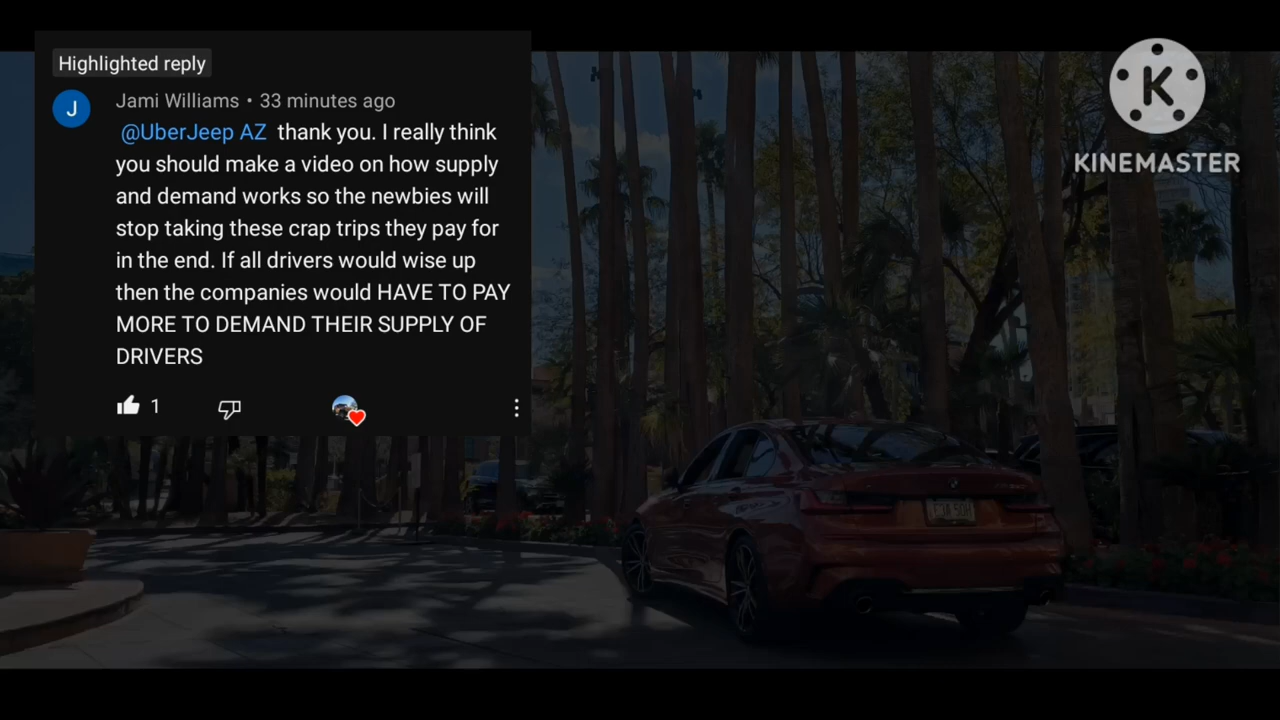 Highlighted reply
J
Jami Williams • 33 minutes ago
@UberJeep AZ thank you. I really think
you should make a video on how supply
and demand works so the newbies will
stop taking these crap trips they pay for
in the end. If all drivers would wise up
then the companies would HAVE TO PAY
MORE TO DEMAND THEIR SUPPLY OF
DRIVERS
1
K
KINEMASTER